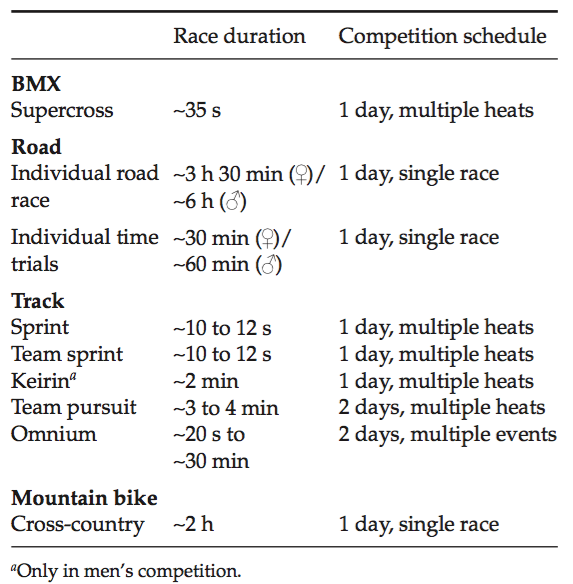 Race duration Competition schedule
BMX
Supercross ~35 s 1 day, multiple heats
Road
Individual road ~3 h 30 min (♀)/ 1 day, single race
race ~6 h (♂)
Individual time ~30 min (♀)/ 1 day, single race
trials ~60 min (♂)
Track
Sprint ~10 to 12 s 1 day, multiple heats
Team sprint ~10 to 12 s 1 day, multiple heats
Keirinᵃ ~2 min 1 day, multiple heats
Team pursuit ~3 to 4 min 2 days, multiple heats
Omnium ~20 s to 2 days, multiple events
~30 min
Mountain bike
Cross-country ~2 h 1 day, single race
ᵃOnly in men’s competition.